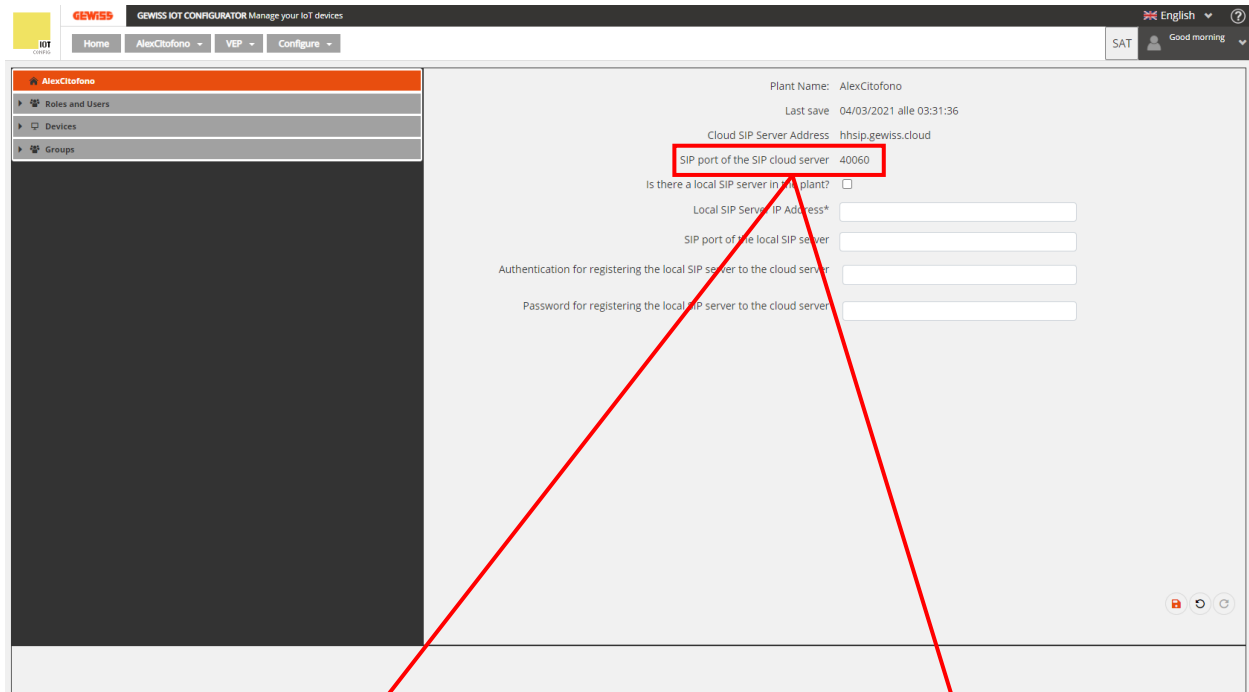 GEWISS GEWISS IOT CONFIGURATOR Manage your IoT devices English ?
IOT
CONFIG
Home AlexCitofono VEP Configure SAT Good morning
AlexCitofono
Roles and Users
Devices
Groups
Plant Name: AlexCitofono
Last save 04/03/2021 alle 03:31:36
Cloud SIP Server Address hhsip.gewiss.cloud
SIP port of the SIP cloud server 40060
Is there a local SIP server in the plant?
Local SIP Server IP Address*
SIP port of the local SIP server
Authentication for registering the local SIP server to the cloud server
Password for registering the local SIP server to the cloud server